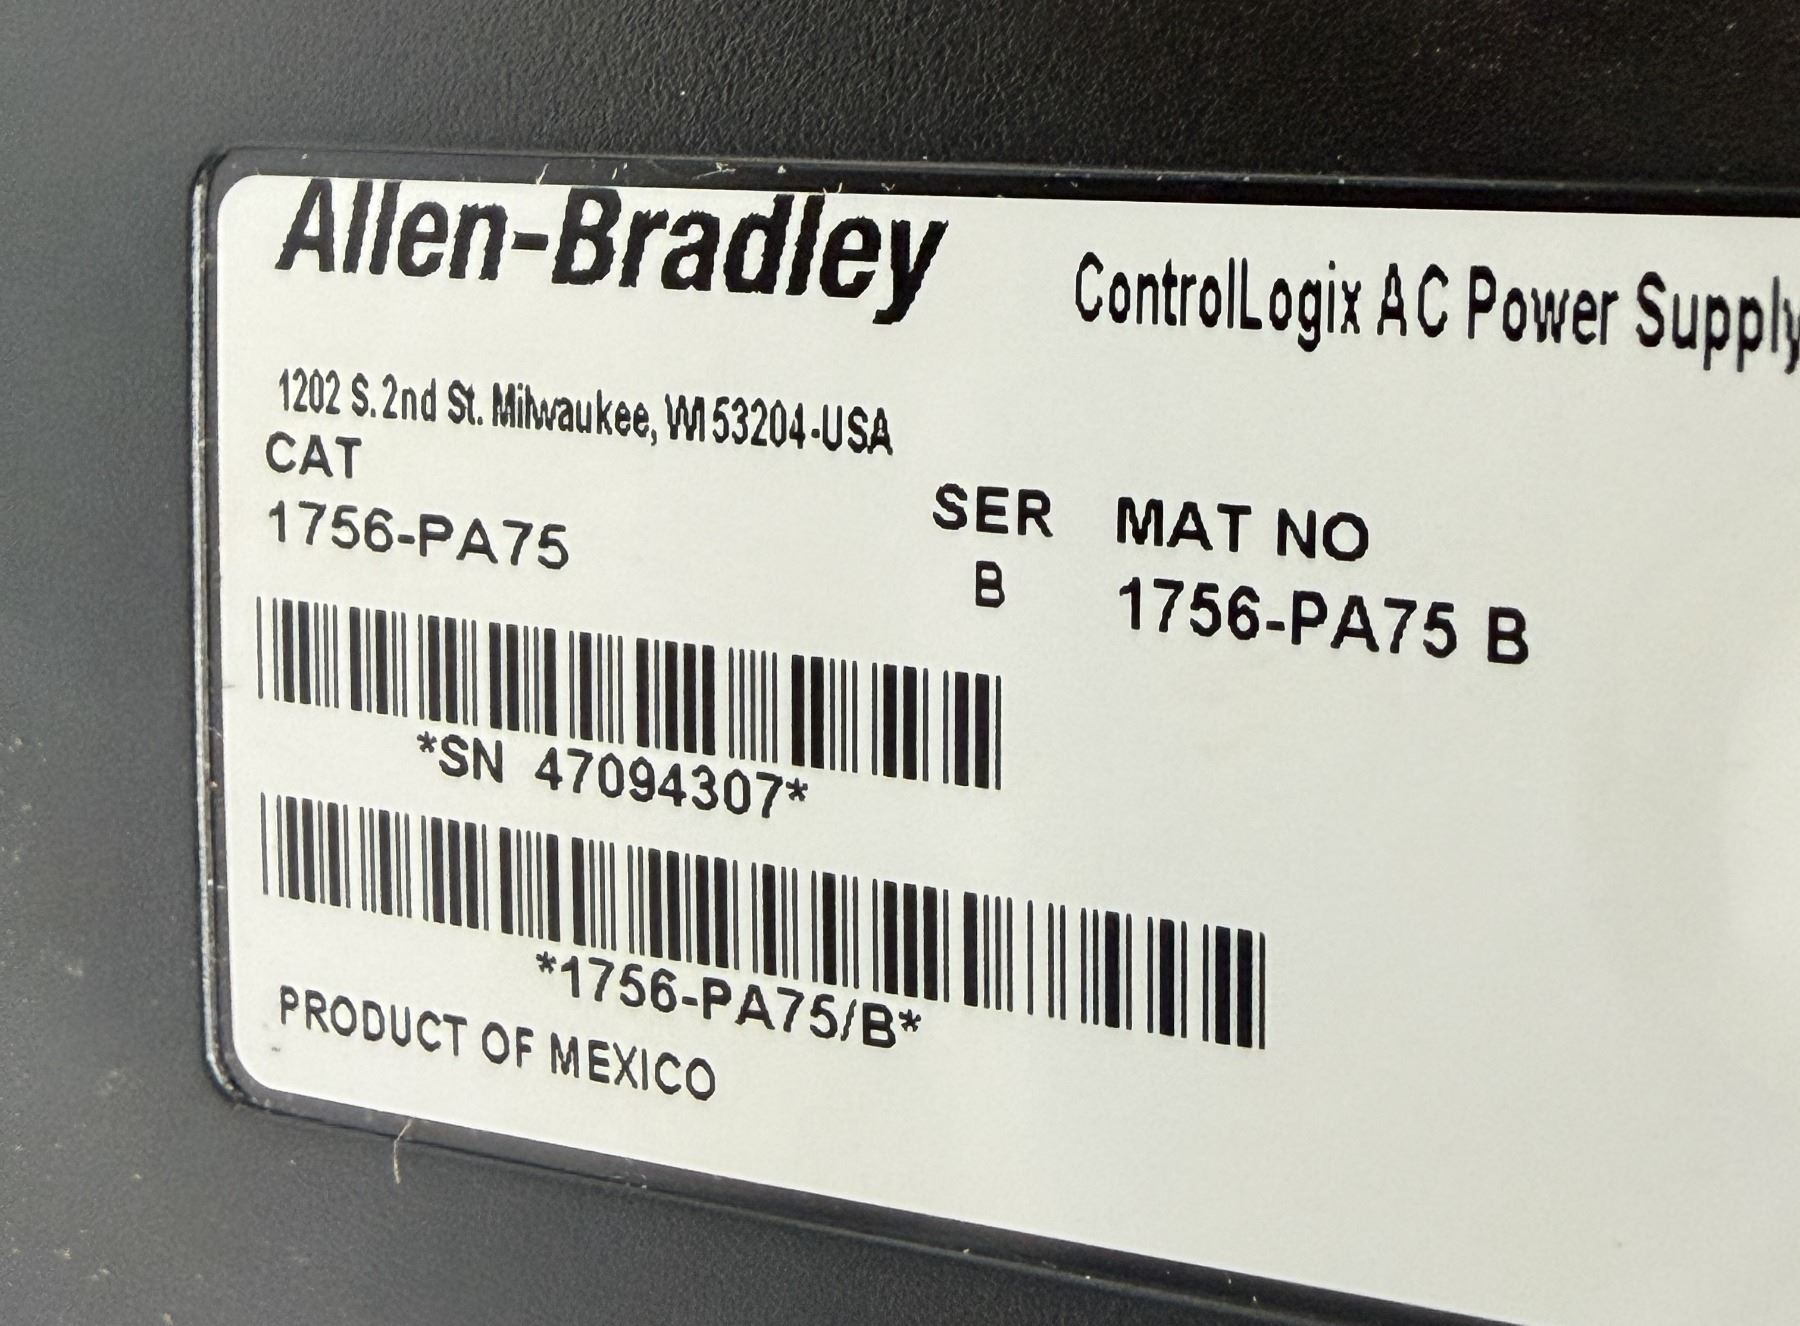 Allen-Bradley
ControlLogix AC Power Supply
1202 S. 2nd St. Milwaukee, WI 53204-USA
CAT
1756-PA75
SER
B
MAT NO
1756-PA75 B
*SN 47094307*
*1756-PA75/B*
PRODUCT OF MEXICO